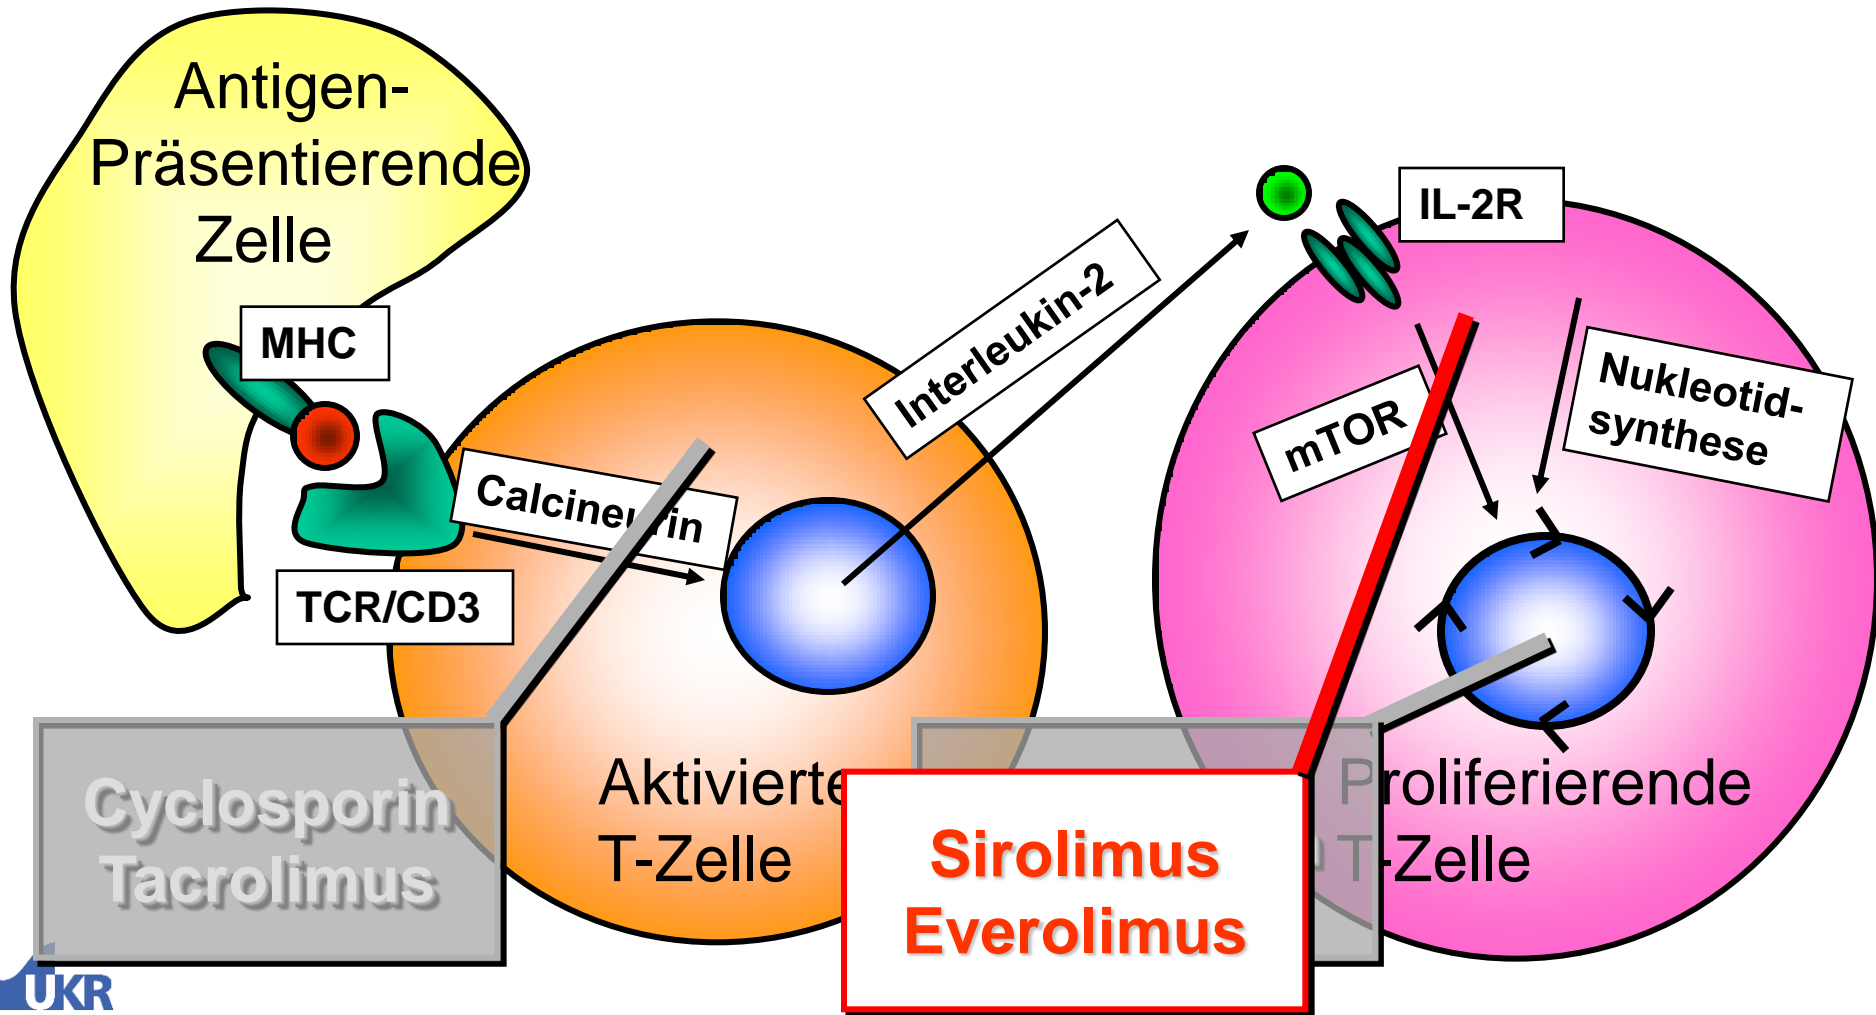 Antigen-
Präsentierende
Zelle
MHC
TCR/CD3
Calcineurin
Interleukin-2
IL-2R
mTOR
Nukleotid-
synthese
Cyclosporin
Tacrolimus
Aktivierte
T-Zelle
Sirolimus
Everolimus
Proliferierende
T-Zelle
UKR